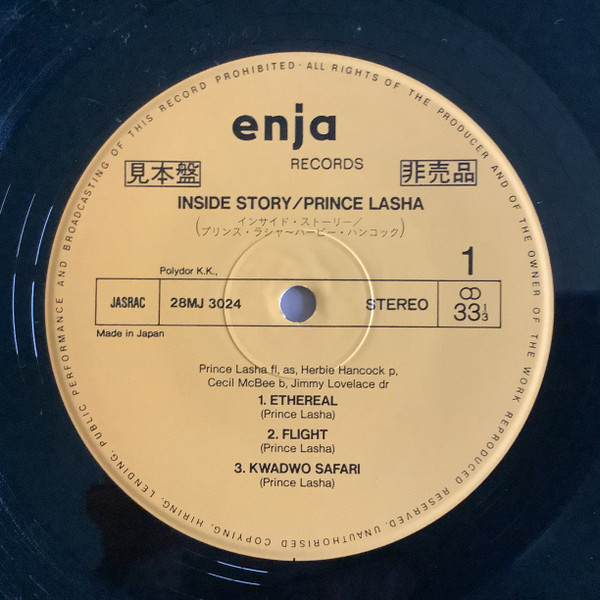 PUBLIC PERFORMANCE AND BROADCASTING OF THIS RECORD PROHIBITED · ALL RIGHTS OF THE PRODUCER AND OF THE OWNER OF THE WORK REPRODUCED RESERVED. UNAUTHORISED COPYING, HIRING, LENDING,
enja
RECORDS
見本盤
非売品
INSIDE STORY/PRINCE LASHA
(インサイド・ストーリー/
プリンス・ラシャ〜ハービー・ハンコック)
1
Polydor K.K.,
JASRAC 28MJ 3024 STEREO 33 1/3
Made in Japan
Prince Lasha fl, as, Herbie Hancock p,
Cecil McBee b, Jimmy Lovelace dr
1. ETHEREAL
(Prince Lasha)
2. FLIGHT
(Prince Lasha)
3. KWADWO SAFARI
(Prince Lasha)